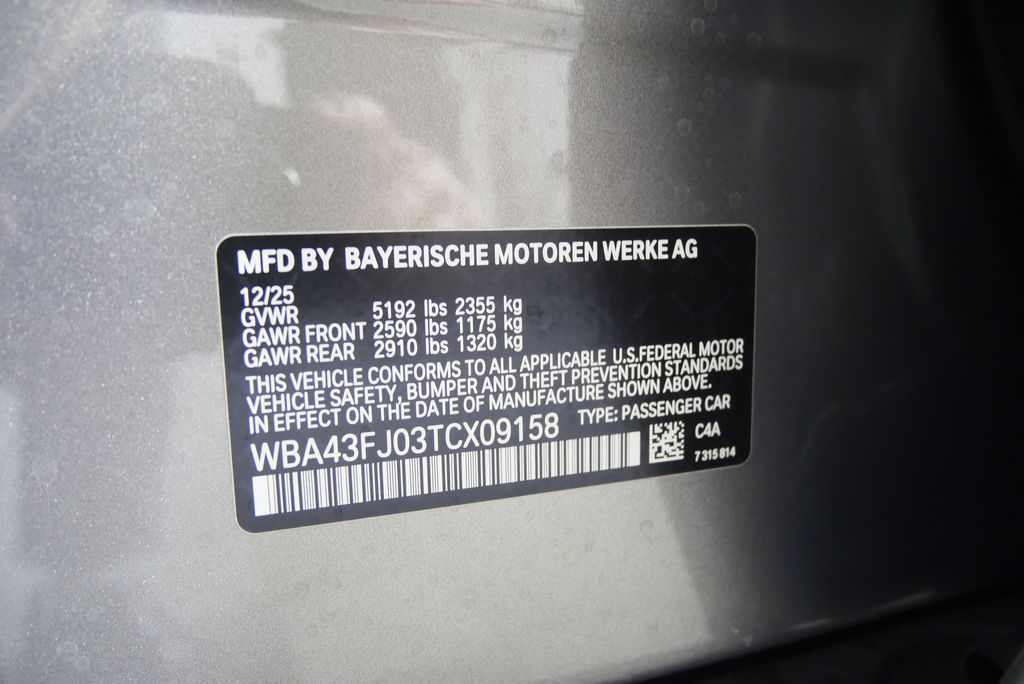 MFD BY BAYERISCHE MOTOREN WERKE AG
12/25
GVWR 5192 lbs 2355 kg
GAWR FRONT 2590 lbs 1175 kg
GAWR REAR 2910 lbs 1320 kg
THIS VEHICLE CONFORMS TO ALL APPLICABLE U.S.FEDERAL MOTOR
VEHICLE SAFETY, BUMPER AND THEFT PREVENTION STANDARDS
IN EFFECT ON THE DATE OF MANUFACTURE SHOWN ABOVE.
WBA43FJ03TCX09158 TYPE: PASSENGER CAR
C4A
7 315 814